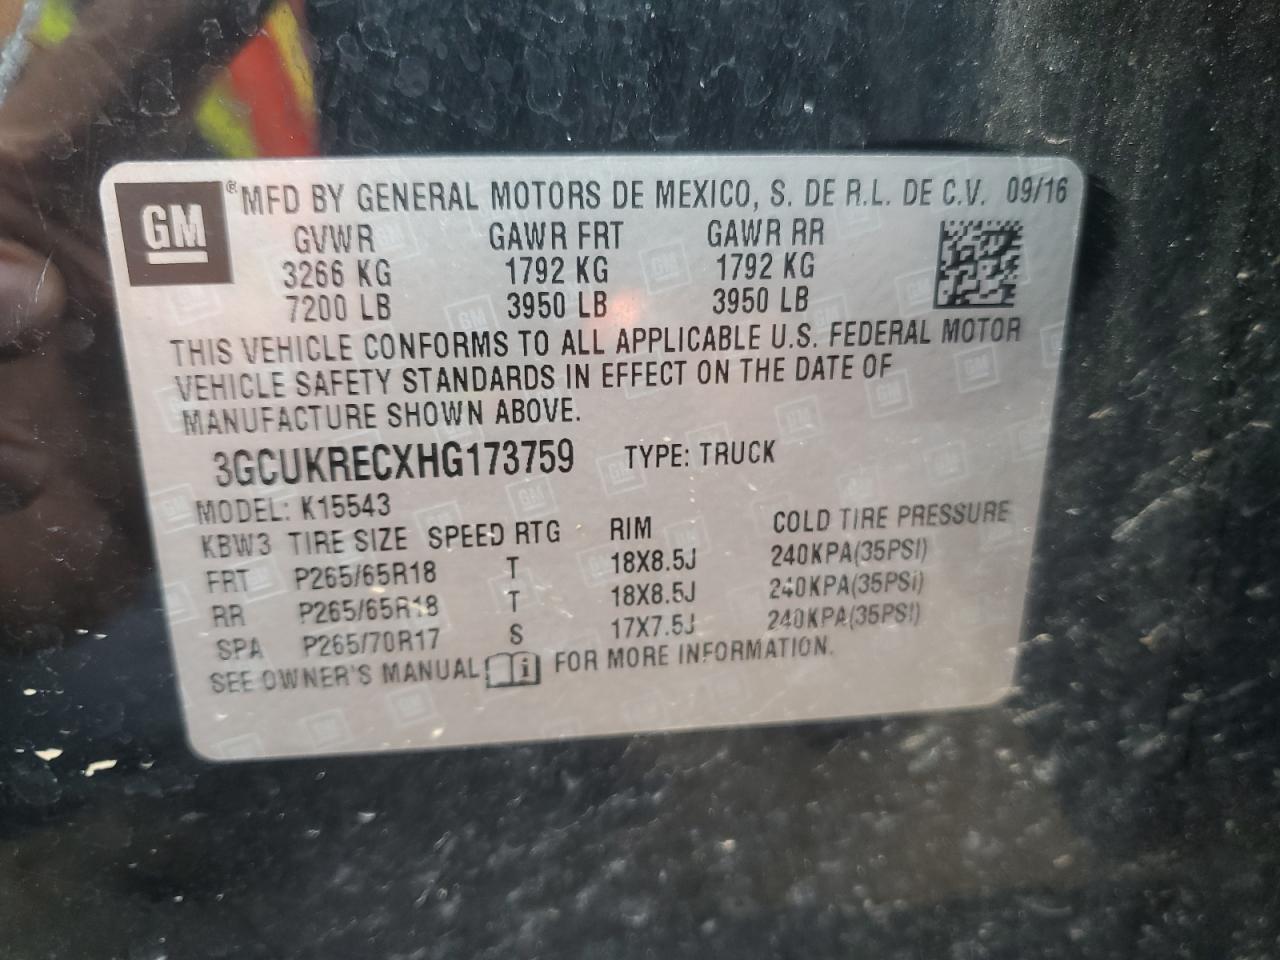 GM
® MFD BY GENERAL MOTORS DE MEXICO, S. DE R.L. DE C.V. 09/16
GVWR GAWR FRT GAWR RR
3266 KG 1792 KG 1792 KG
7200 LB 3950 LB 3950 LB
THIS VEHICLE CONFORMS TO ALL APPLICABLE U.S. FEDERAL MOTOR
VEHICLE SAFETY STANDARDS IN EFFECT ON THE DATE OF
MANUFACTURE SHOWN ABOVE.
3GCUKRECXHG173759 TYPE: TRUCK
MODEL: K15543
KBW3 TIRE SIZE SPEED RTG RIM COLD TIRE PRESSURE
FRT P265/65R18 T 18X8.5J 240KPA(35PSI)
RR P265/65R18 T 18X8.5J 240KPA(35PSI)
SPA P265/70R17 S 17X7.5J 240KPA(35PSI)
SEE OWNER'S MANUAL i FOR MORE INFORMATION.